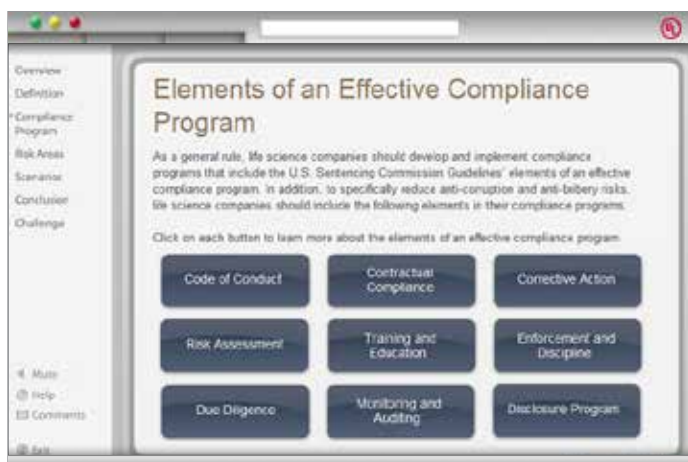 UL
Overview
Definition
Compliance
Program
Risk Areas
Scenarios
Conclusion
Challenge
Mute
Help
Comments
Exit
Elements of an Effective Compliance
Program
As a general rule, life science companies should develop and implement compliance
programs that include the U.S. Sentencing Commission Guidelines' elements of an effective
compliance program. In addition, to specifically reduce anti-corruption and anti-bribery risks,
life science companies should include the following elements in their compliance programs.
Click on each button to learn more about the elements of an effective compliance program.
Code of Conduct
Contractual
Compliance
Corrective Action
Risk Assessment
Training and
Education
Enforcement and
Discipline
Due Diligence
Monitoring and
Auditing
Disclosure Program